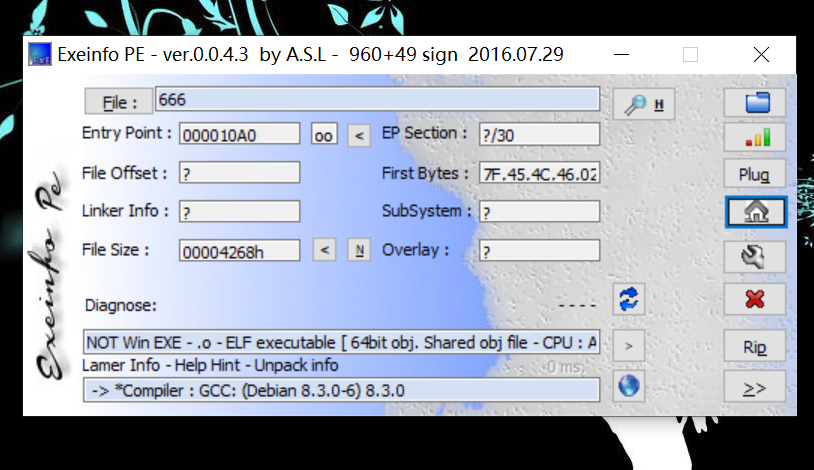 Exeinfo PE - ver.0.0.4.3 by A.S.L - 960+49 sign 2016.07.29
File : 666 H
Entry Point : 000010A0 oo < EP Section : ?/30
File Offset : ? First Bytes : 7F.45.4C.46.02 Plug
Linker Info : ? SubSystem : ?
File Size : 00004268h < N Overlay : ?
Diagnose: - - - -
NOT Win EXE - .o - ELF executable [ 64bit obj. Shared obj file - CPU : A > Rip
Lamer Info - Help Hint - Unpack info 0 ms.
-> *Compiler : GCC: (Debian 8.3.0-6) 8.3.0 >>
Exeinfo Pe